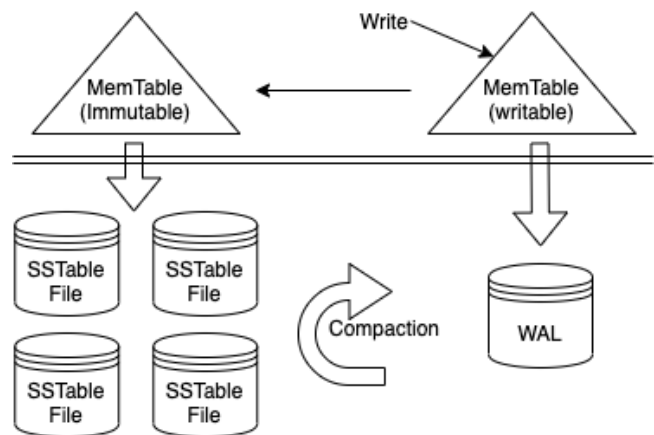 Write
MemTable
(Immutable)
MemTable
(writable)
SSTable
File
SSTable
File
Compaction
WAL
SSTable
File
SSTable
File